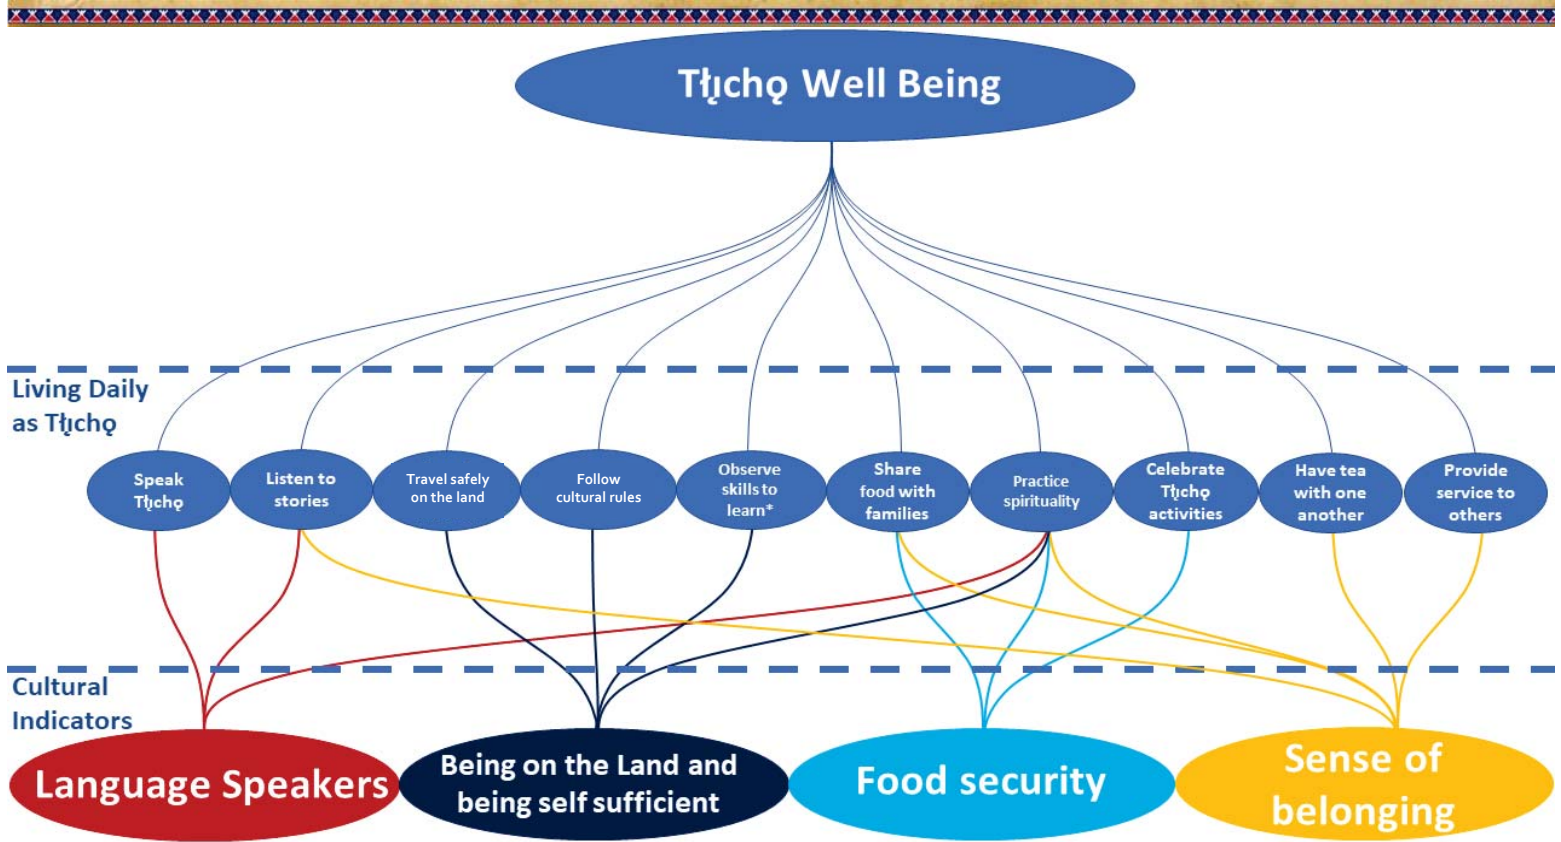 Tłı̨chǫ Well Being
Living Daily
as Tłı̨chǫ
Speak
Tłı̨chǫ
Listen to
stories
Travel safely
on the land
Follow
cultural rules
Observe
skills to
learn*
Share
food with
families
Practice
spirituality
Celebrate
Tłı̨chǫ
activities
Have tea
with one
another
Provide
service to
others
Cultural
Indicators
Language Speakers
Being on the Land and
being self sufficient
Food security
Sense of
belonging